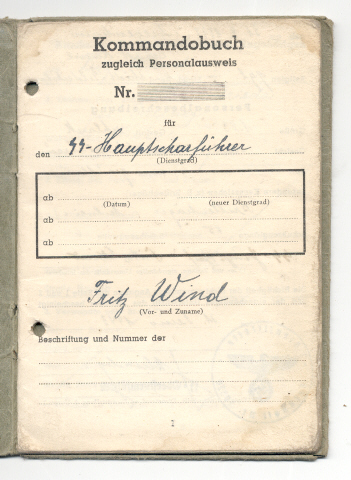 Kommandobuch
zugleich Personalausweis
Nr.
für
den SS-Hauptscharführer
(Dienstgrad)
ab
(Datum) (neuer Dienstgrad)
ab
ab
Fritz Wind
(Vor- und Zuname)
Beschriftung und Nummer der
1